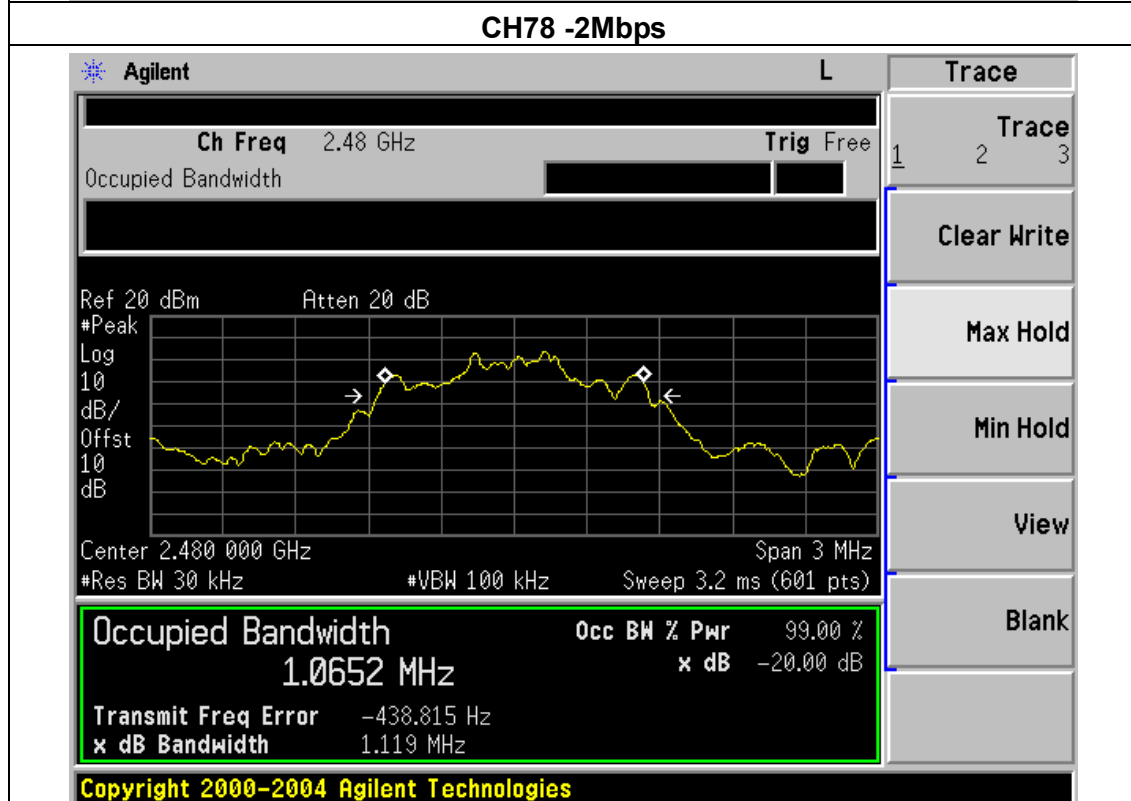 CH78 -2Mbps
Agilent L Trace
Ch Freq 2.48 GHz Trig Free
Occupied Bandwidth
Trace
1 2 3
Clear Write
Max Hold
Min Hold
View
Blank
Ref 20 dBm Atten 20 dB
#Peak
Log
10
dB/
Offst
10
dB
Center 2.480 000 GHz Span 3 MHz
#Res BW 30 kHz #VBW 100 kHz Sweep 3.2 ms (601 pts)
Occupied Bandwidth Occ BW % Pwr 99.00 %
1.0652 MHz x dB -20.00 dB
Transmit Freq Error -438.815 Hz
x dB Bandwidth 1.119 MHz
Copyright 2000-2004 Agilent Technologies